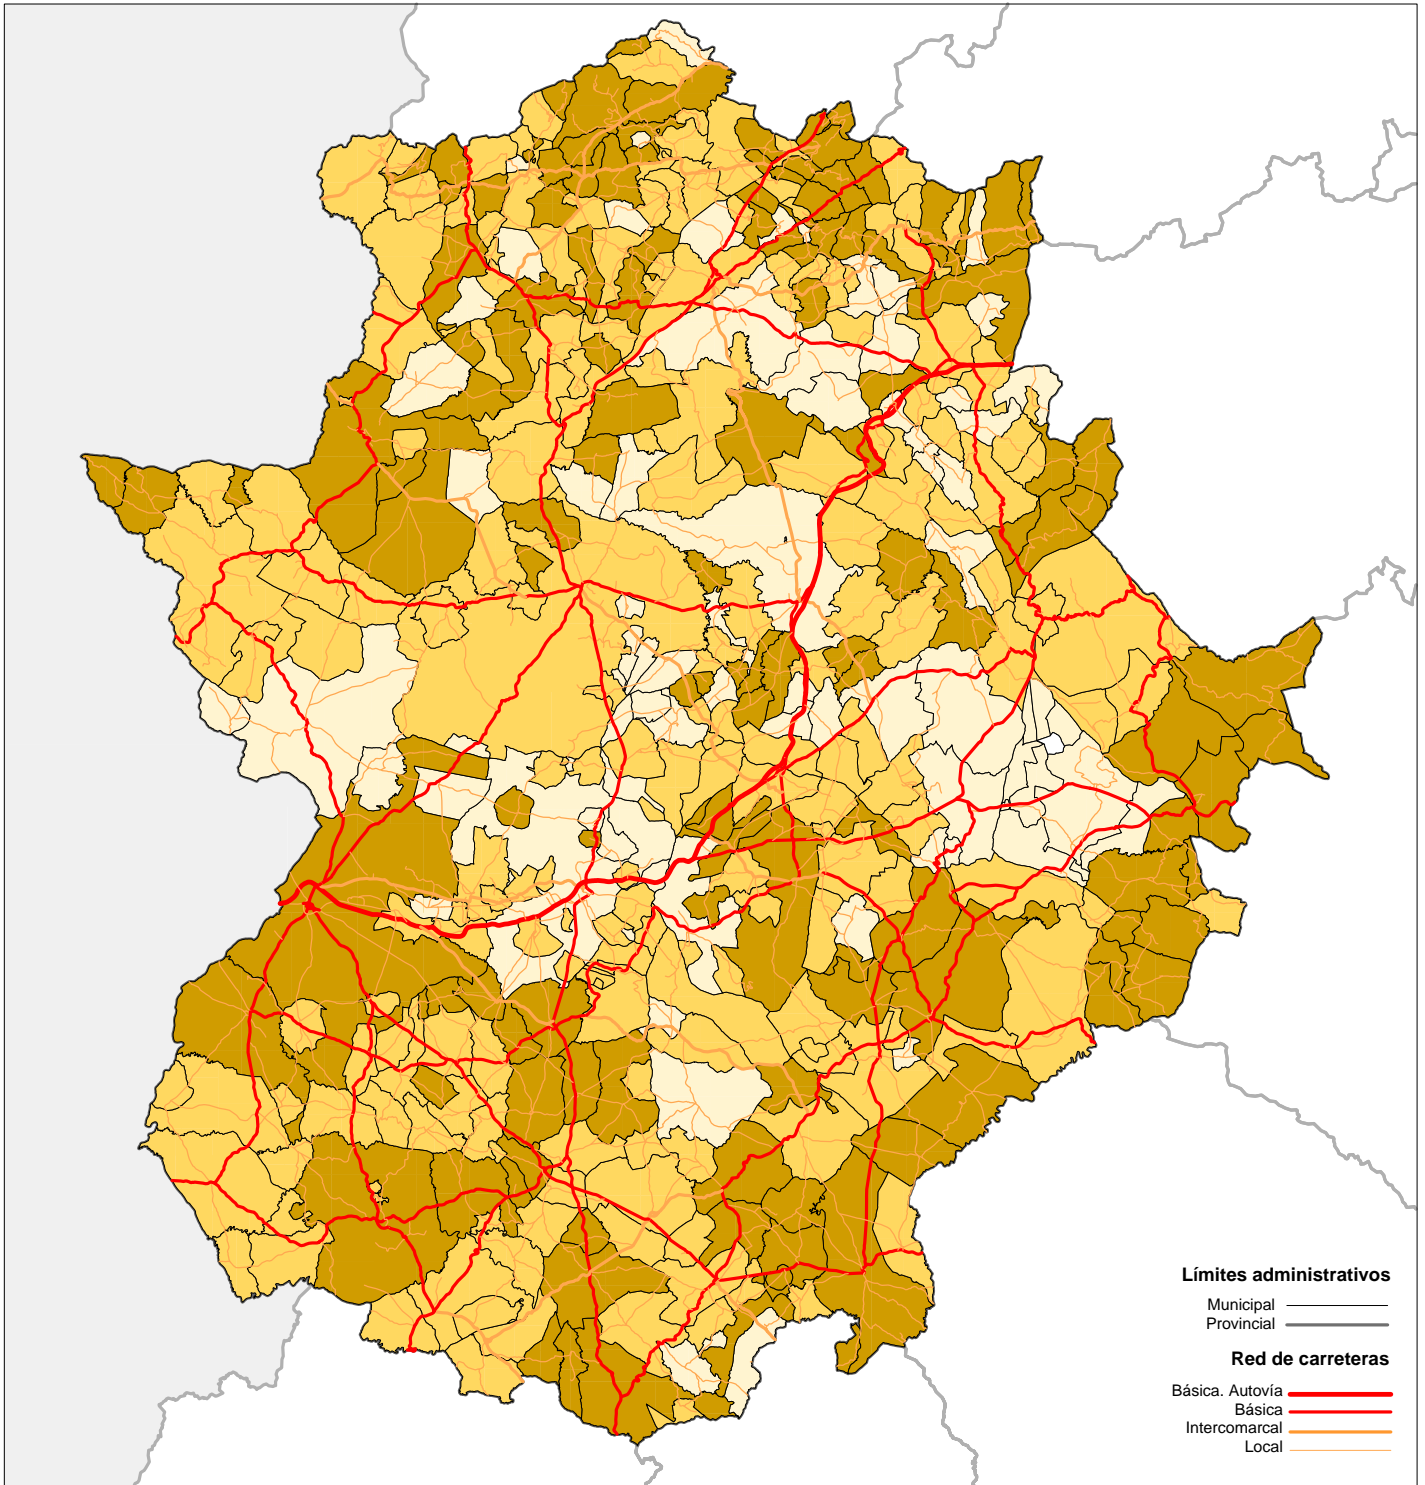 Límites administrativos
Municipal
Provincial
Red de carreteras
Básica. Autovía
Básica
Intercomarcal
Local